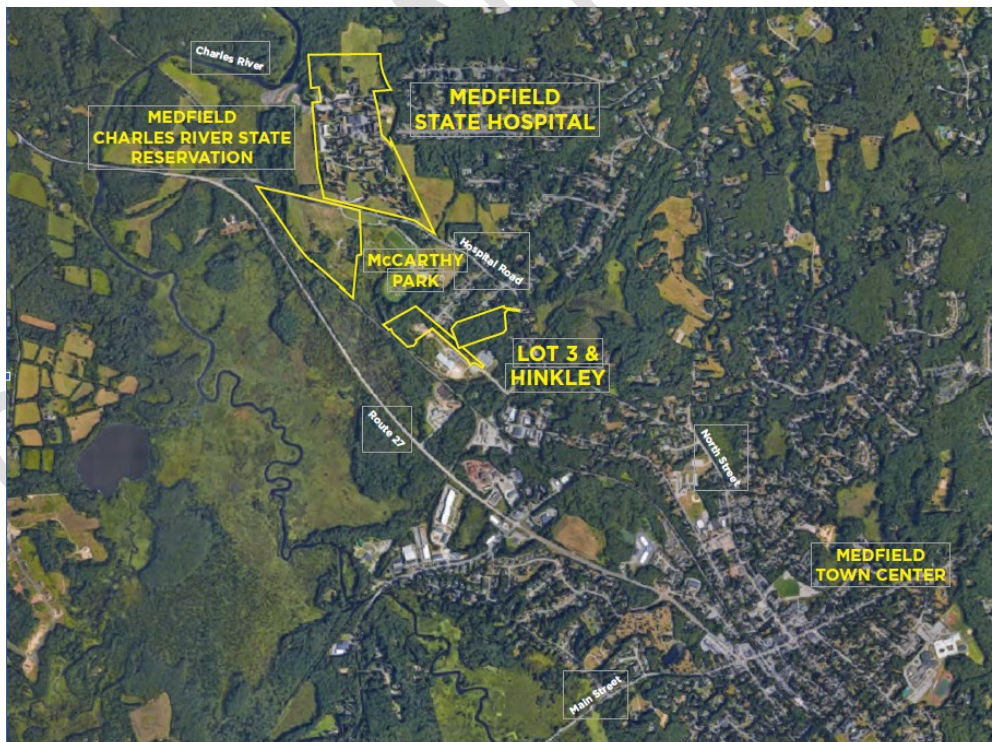 Charles River
MEDFIELD
STATE HOSPITAL
MEDFIELD
CHARLES RIVER STATE
RESERVATION
McCARTHY
PARK
Hospital Road
LOT 3 &
HINKLEY
Route 27
North Street
MEDFIELD
TOWN CENTER
Main Street